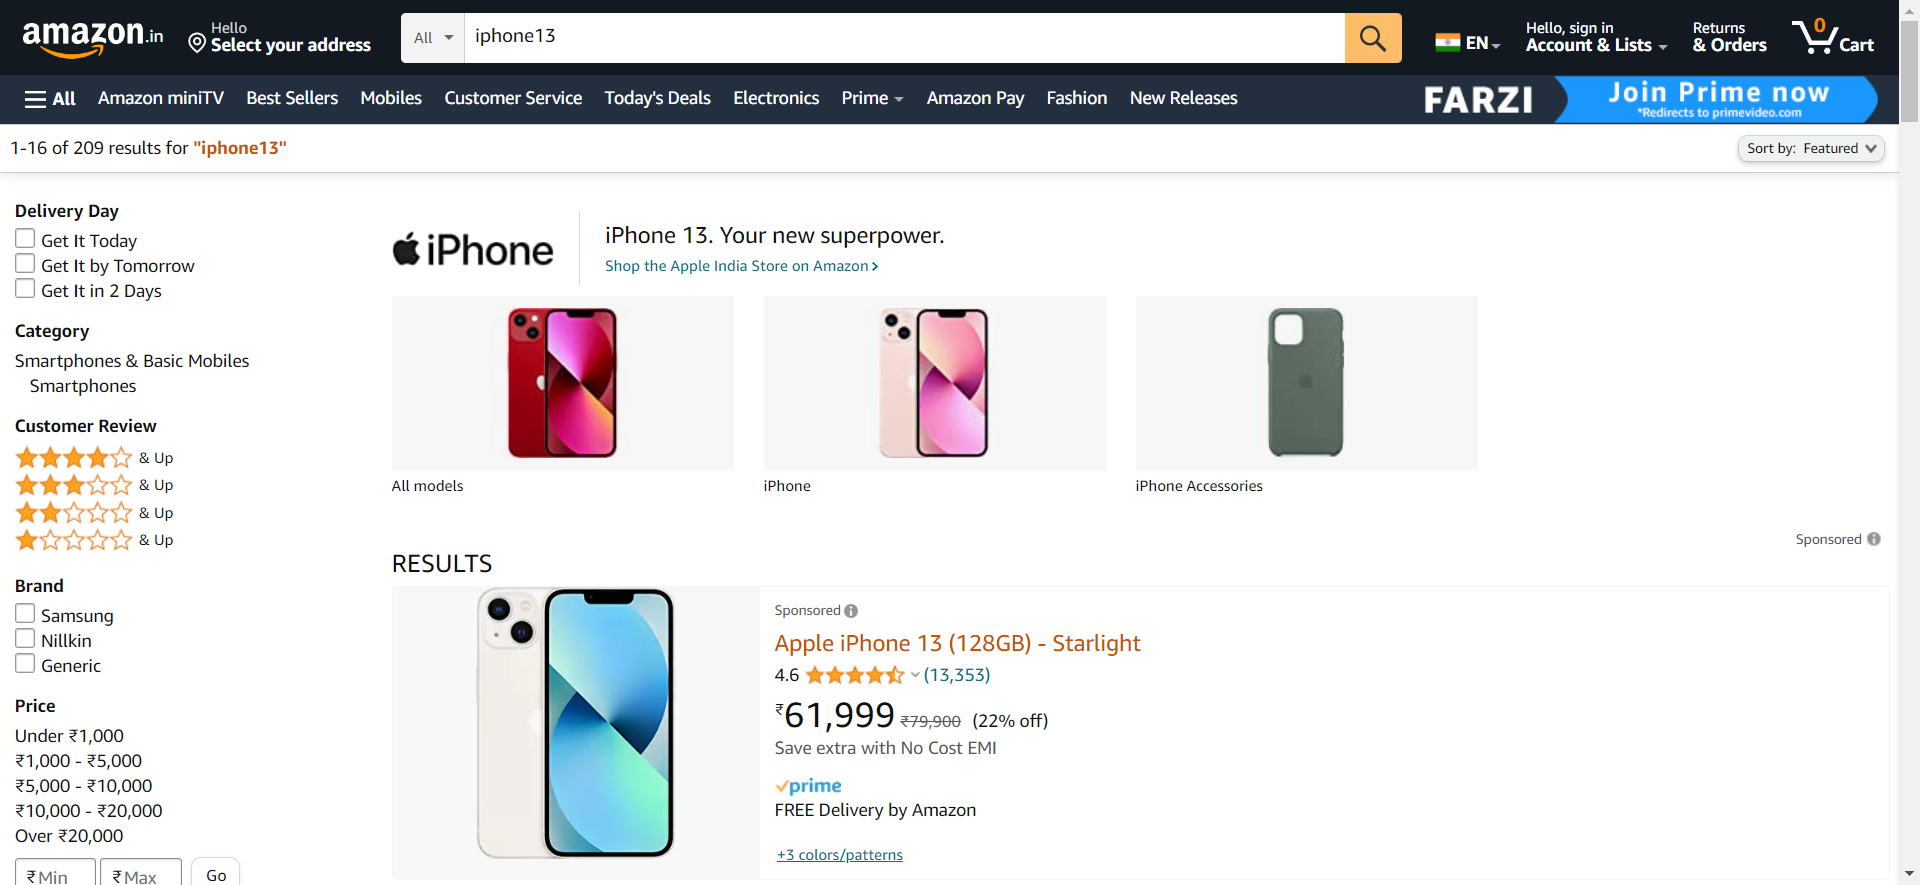 amazon.in
Hello
Select your address
All
iphone13
EN
Hello, sign in
Account & Lists
Returns
& Orders
0
Cart
All
Amazon miniTV
Best Sellers
Mobiles
Customer Service
Today's Deals
Electronics
Prime
Amazon Pay
Fashion
New Releases
FARZI
Join Prime now
*Redirects to primevideo.com
1-16 of 209 results for "iphone13"
Sort by: Featured
Delivery Day
Get It Today
Get It by Tomorrow
Get It in 2 Days
Category
Smartphones & Basic Mobiles
Smartphones
Customer Review
& Up
& Up
& Up
& Up
Brand
Samsung
Nillkin
Generic
Price
Under ₹1,000
₹1,000 - ₹5,000
₹5,000 - ₹10,000
₹10,000 - ₹20,000
Over ₹20,000
₹ Min
₹ Max
Go
iPhone
iPhone 13. Your new superpower.
Shop the Apple India Store on Amazon
All models
iPhone
iPhone Accessories
Sponsored
RESULTS
Sponsored
Apple iPhone 13 (128GB) - Starlight
4.6 (13,353)
₹61,999 ₹79,900 (22% off)
Save extra with No Cost EMI
prime
FREE Delivery by Amazon
+3 colors/patterns